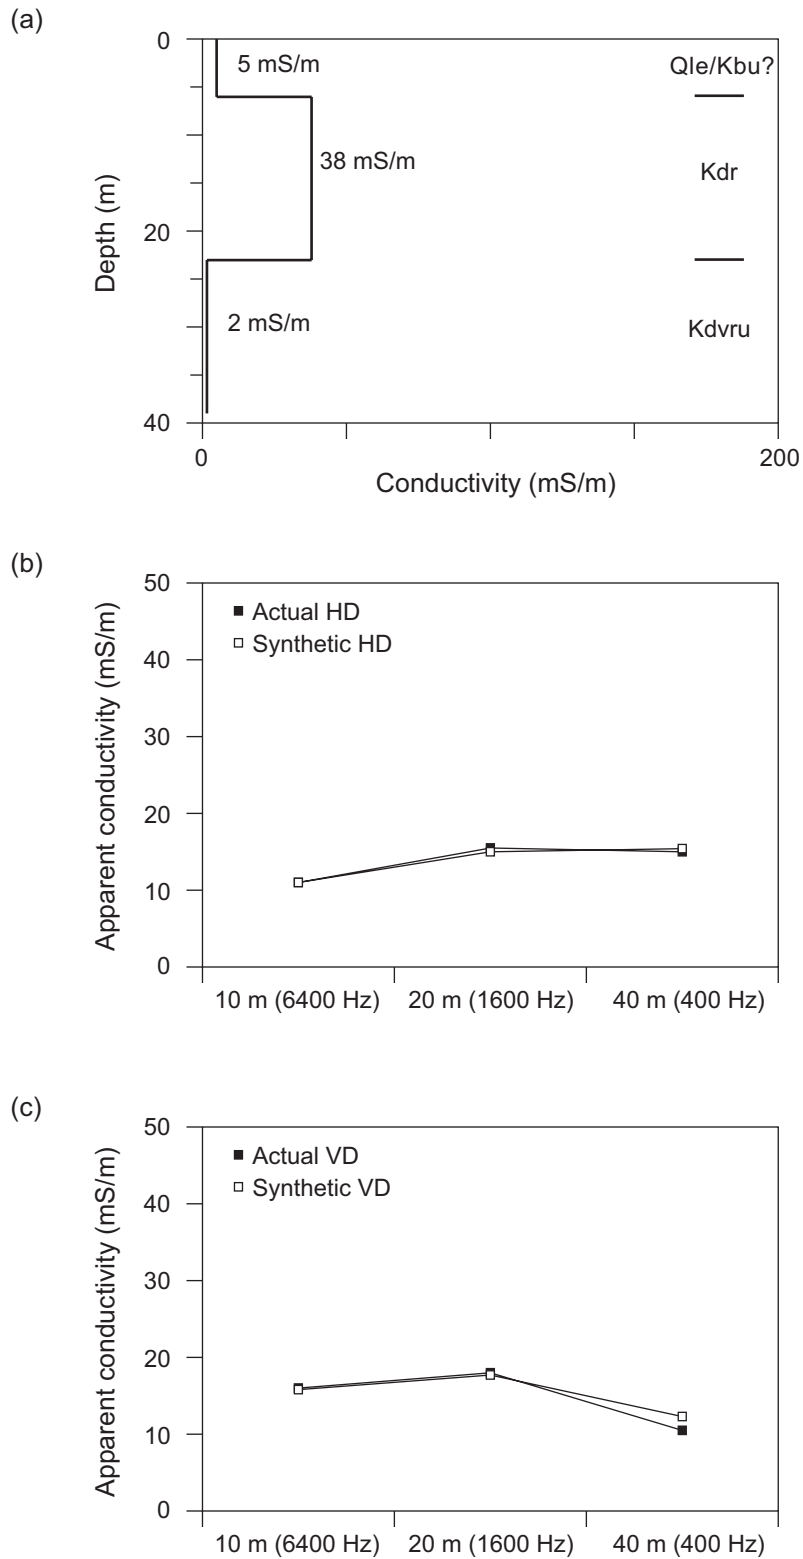 (a)
0
5 mS/m
Qle/Kbu?
38 mS/m
Kdr
20
Depth (m)
2 mS/m
Kdvru
40
0
200
Conductivity (mS/m)
(b)
50
Actual HD
Synthetic HD
40
30
20
10
0
Apparent conductivity (mS/m)
10 m (6400 Hz)
20 m (1600 Hz)
40 m (400 Hz)
(c)
50
Actual VD
Synthetic VD
40
30
20
10
0
Apparent conductivity (mS/m)
10 m (6400 Hz)
20 m (1600 Hz)
40 m (400 Hz)